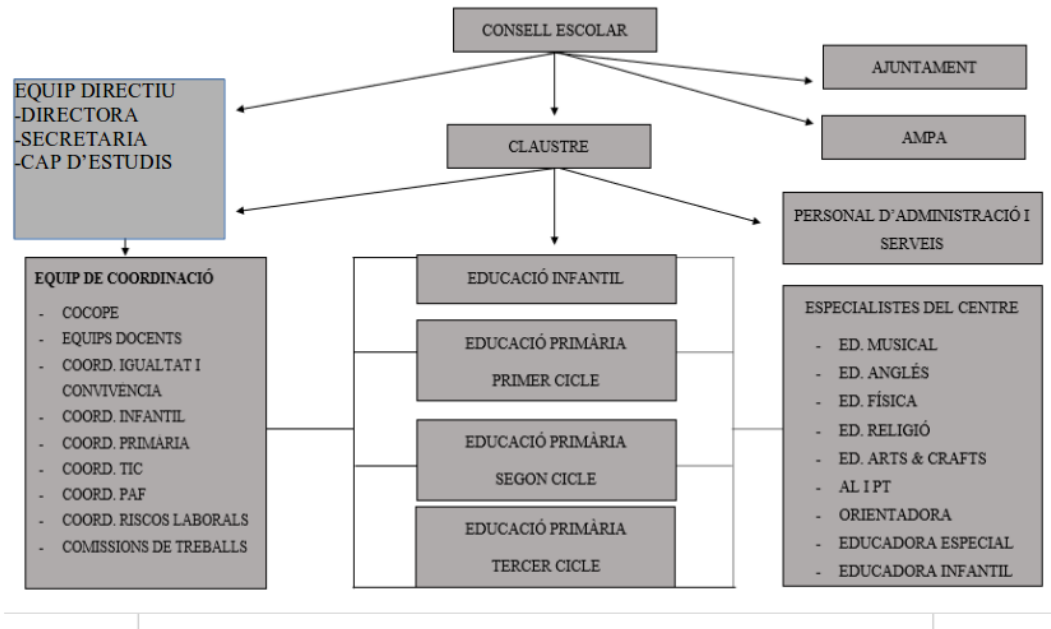 CONSELL ESCOLAR
AJUNTAMENT
AMPA
EQUIP DIRECTIU
-DIRECTORA
-SECRETARIA
-CAP D'ESTUDIS
CLAUSTRE
PERSONAL D'ADMINISTRACIÓ I
SERVEIS
EQUIP DE COORDINACIÓ
- COCOPE
- EQUIPS DOCENTS
- COORD. IGUALTAT I
CONVIVÈNCIA
- COORD. INFANTIL
- COORD. PRIMÀRIA
- COORD. TIC
- COORD. PAF
- COORD. RISCOS LABORALS
- COMISSIONS DE TREBALLS
EDUCACIÓ INFANTIL
EDUCACIÓ PRIMÀRIA
PRIMER CICLE
EDUCACIÓ PRIMÀRIA
SEGON CICLE
EDUCACIÓ PRIMÀRIA
TERCER CICLE
ESPECIALISTES DEL CENTRE
- ED. MUSICAL
- ED. ANGLÉS
- ED. FÍSICA
- ED. RELIGIÓ
- ED. ARTS & CRAFTS
- AL I PT
- ORIENTADORA
- EDUCADORA ESPECIAL
- EDUCADORA INFANTIL